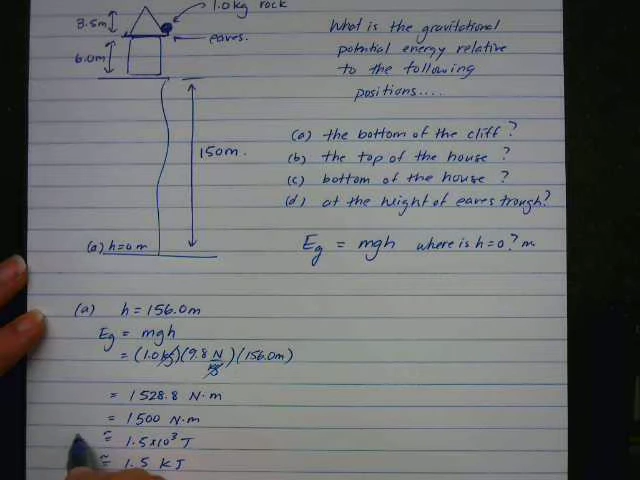 1.0kg rock
3.5m
eaves.
6.0m
150m.
(a) h=0m
What is the gravitational
potential energy relative
to the following
positions....
(a) the bottom of the cliff?
(b) the top of the house?
(c) bottom of the house?
(d) at the height of eaves trough?
Eg = mgh where is h=0? m
(a) h=156.0m
Eg = mgh
= (1.0kg)(9.8 N/kg)(156.0m)
= 1528.8 N·m
= 1500 N·m
≈ 1.5×10³ J
≈ 1.5 kJ